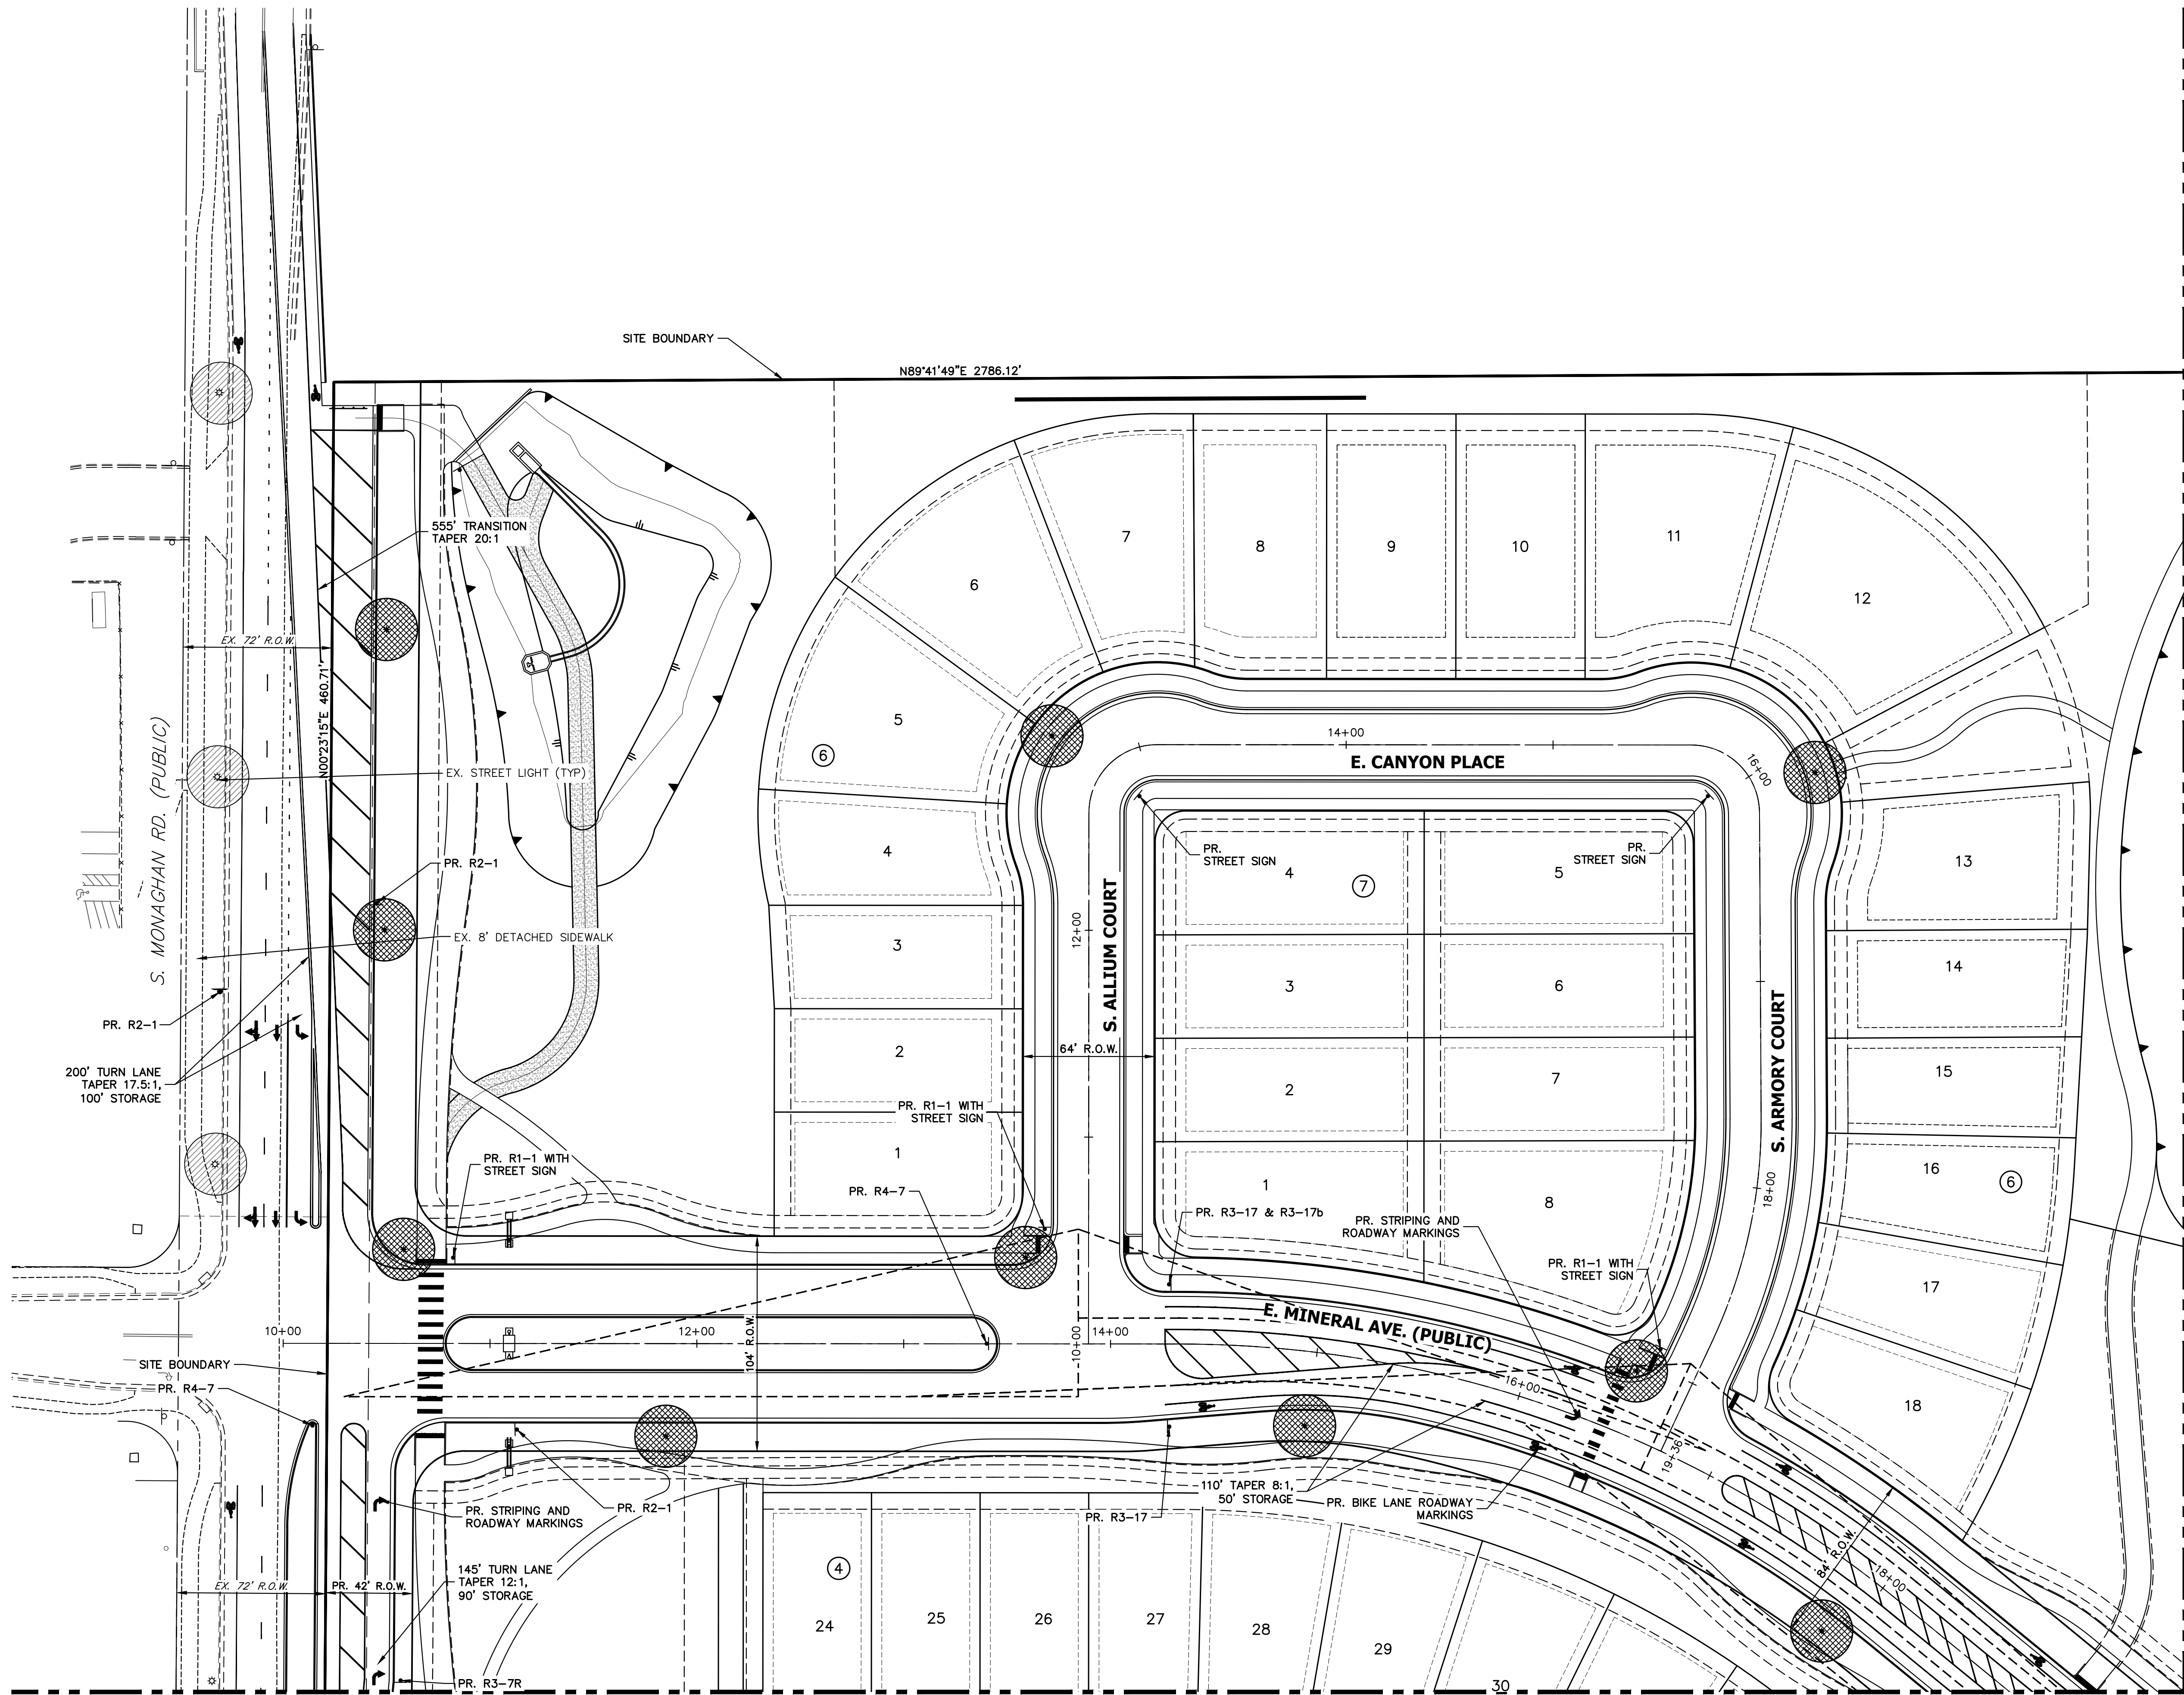 SITE BOUNDARY
N89°41'49"E 2786.12'
555' TRANSITION
TAPER 20:1
EX. 72' R.O.W.
N00°23'15"E 460.71'
S. MONAGHAN RD. (PUBLIC)
EX. STREET LIGHT (TYP)
PR. R2-1
EX. 8' DETACHED SIDEWALK
PR. R2-1
200' TURN LANE
TAPER 17.5:1,
100' STORAGE
PR. R1-1 WITH
STREET SIGN
7
8
9
10
11
12
6
5
6
4
3
2
1
14+00
E. CANYON PLACE
16+00
PR.
STREET SIGN
PR.
STREET SIGN
4
7
5
3
6
2
7
1
8
12+00
S. ALLIUM COURT
64' R.O.W.
S. ARMORY COURT
18+00
13
14
15
16
6
17
18
PR. R1-1 WITH
STREET SIGN
PR. R4-7
PR. R3-17 & R3-17b
PR. STRIPING AND
ROADWAY MARKINGS
PR. R1-1 WITH
STREET SIGN
10+00
12+00
104' R.O.W.
10+00
14+00
E. MINERAL AVE. (PUBLIC)
16+00
19+36
SITE BOUNDARY
PR. R4-7
PR. STRIPING AND
ROADWAY MARKINGS
PR. R2-1
110' TAPER 8:1,
50' STORAGE
PR. BIKE LANE ROADWAY
MARKINGS
PR. R3-17
84' R.O.W.
18+00
EX. 72' R.O.W.
PR. 42' R.O.W.
145' TURN LANE
TAPER 12:1,
90' STORAGE
PR. R3-7R
4
24
25
26
27
28
29
30